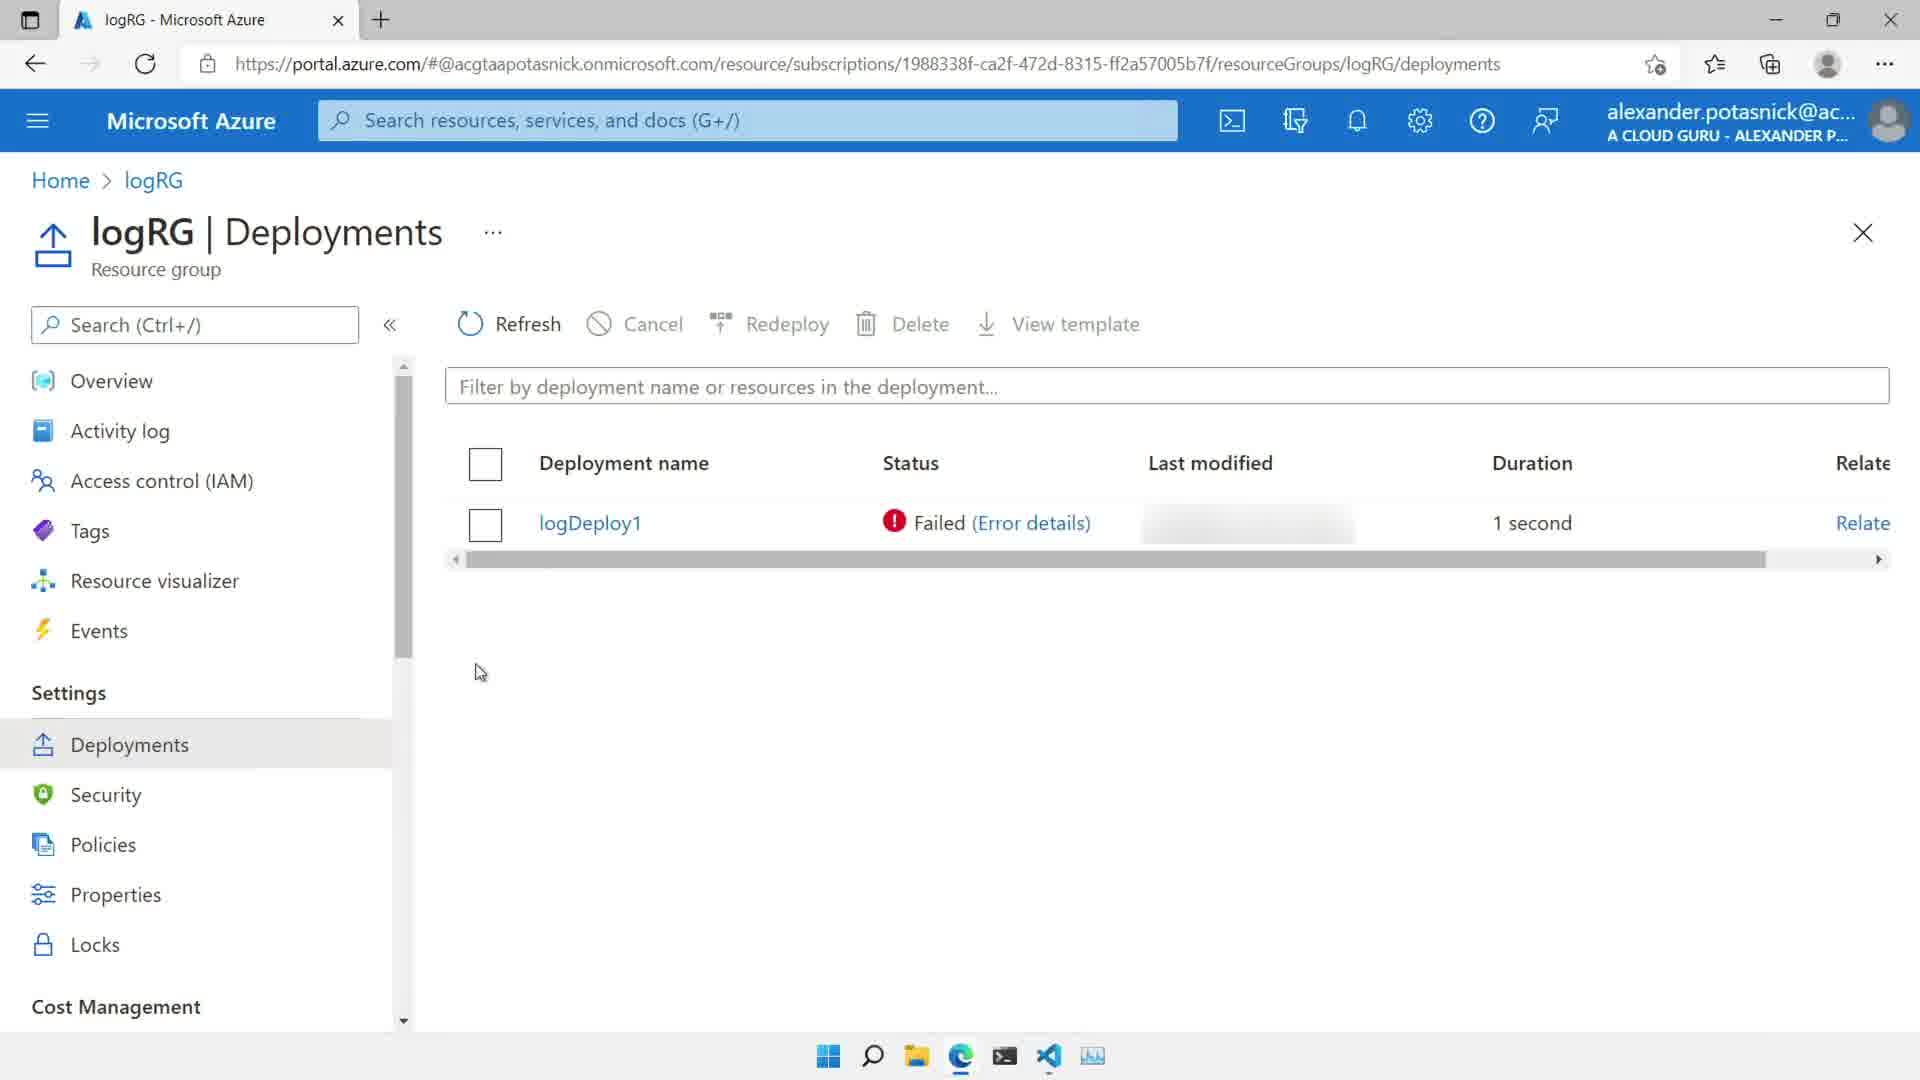 logRG - Microsoft Azure
https://portal.azure.com/#@acgtaapotasnick.onmicrosoft.com/resource/subscriptions/1988338f-ca2f-472d-8315-ff2a57005b7f/resourceGroups/logRG/deployments
Microsoft Azure
Search resources, services, and docs (G+/)
alexander.potasnick@ac...
A CLOUD GURU - ALEXANDER P...
Home > logRG
logRG | Deployments
...
Resource group
Search (Ctrl+/)
«
Refresh
Cancel
Redeploy
Delete
View template
Filter by deployment name or resources in the deployment...
Overview
Activity log
Access control (IAM)
Tags
Resource visualizer
Events
Settings
Deployments
Security
Policies
Properties
Locks
Cost Management
Deployment name Status Last modified Duration Relate
logDeploy1 Failed (Error details) 1 second Relate